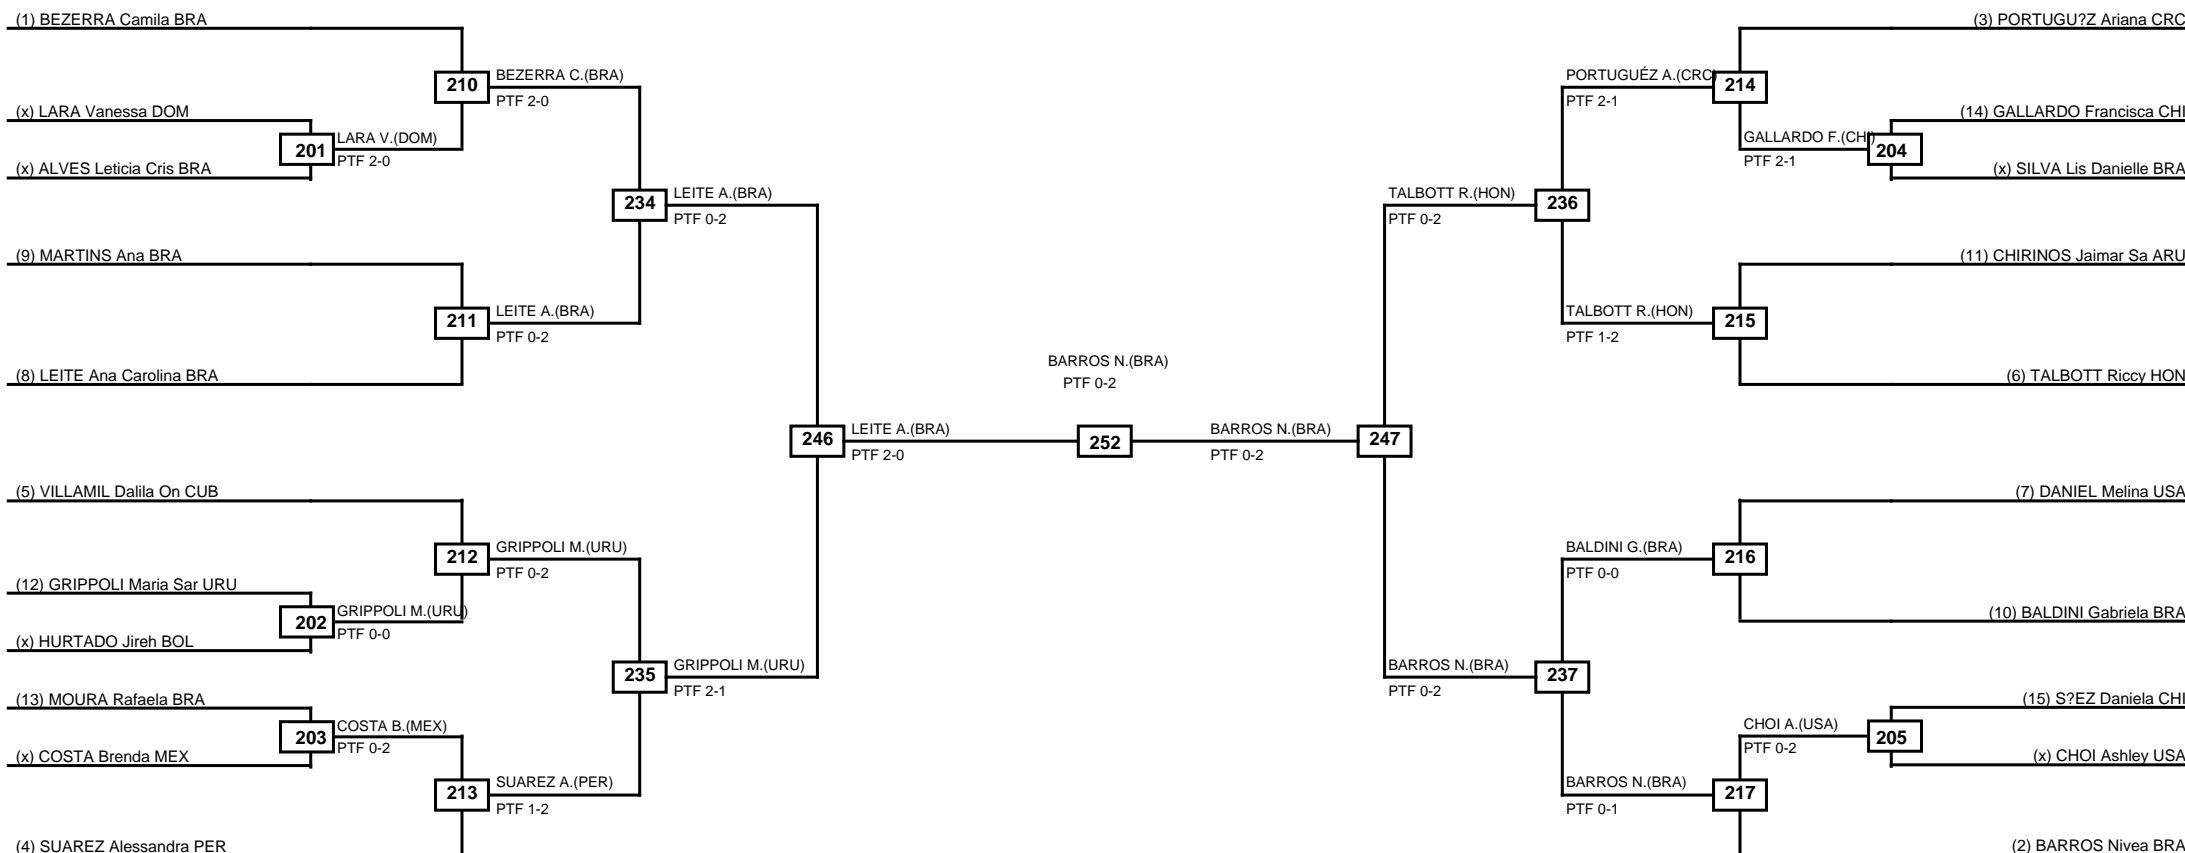 (1) BEZERRA Camila BRA
(3) PORTUGU?Z Ariana CRC
210
BEZERRA C.(BRA)
PTF 2-0
PORTUGUÉZ A.(CRC)
PTF 2-1
214
(x) LARA Vanessa DOM
201
LARA V.(DOM)
PTF 2-0
(x) ALVES Leticia Cris BRA
(14) GALLARDO Francisca CHI
GALLARDO F.(CHI)
PTF 2-1
204
(x) SILVA Lis Danielle BRA
234
LEITE A.(BRA)
PTF 0-2
TALBOTT R.(HON)
PTF 0-2
236
(9) MARTINS Ana BRA
(11) CHIRINOS Jaimar Sa ARU
211
LEITE A.(BRA)
PTF 0-2
TALBOTT R.(HON)
PTF 1-2
215
(8) LEITE Ana Carolina BRA
(6) TALBOTT Riccy HON
BARROS N.(BRA)
PTF 0-2
246
LEITE A.(BRA)
PTF 2-0
252
BARROS N.(BRA)
PTF 0-2
247
(5) VILLAMIL Dalila On CUB
(7) DANIEL Melina USA
212
GRIPPOLI M.(URU)
PTF 0-2
BALDINI G.(BRA)
PTF 0-0
216
(12) GRIPPOLI Maria Sar URU
202
GRIPPOLI M.(URU)
PTF 0-0
(x) HURTADO Jireh BOL
(10) BALDINI Gabriela BRA
235
GRIPPOLI M.(URU)
PTF 2-1
BARROS N.(BRA)
PTF 0-2
237
(13) MOURA Rafaela BRA
203
COSTA B.(MEX)
PTF 0-2
(x) COSTA Brenda MEX
(15) S?EZ Daniela CHI
CHOI A.(USA)
PTF 0-2
205
(x) CHOI Ashley USA
213
SUAREZ A.(PER)
PTF 1-2
BARROS N.(BRA)
PTF 0-1
217
(4) SUAREZ Alessandra PER
(2) BARROS Nivea BRA